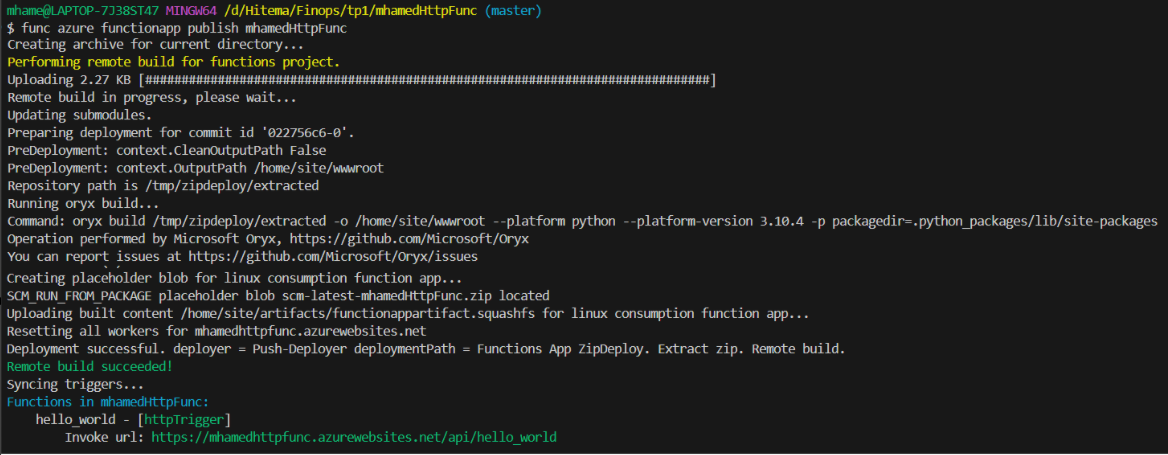 mhame@LAPTOP-7J38ST47 MINGW64 /d/Hitema/Finops/tp1/mhamedHttpFunc (master)
$ func azure functionapp publish mhamedHttpFunc
Creating archive for current directory...
Performing remote build for functions project.
Uploading 2.27 KB [###############################################################################]
Remote build in progress, please wait...
Updating submodules.
Preparing deployment for commit id '022756c6-0'.
PreDeployment: context.CleanOutputPath False
PreDeployment: context.OutputPath /home/site/wwwroot
Repository path is /tmp/zipdeploy/extracted
Running oryx build...
Command: oryx build /tmp/zipdeploy/extracted -o /home/site/wwwroot --platform python --platform-version 3.10.4 -p packagedir=.python_packages/lib/site-packages
Operation performed by Microsoft Oryx, https://github.com/Microsoft/Oryx
You can report issues at https://github.com/Microsoft/Oryx/issues
Creating placeholder blob for linux consumption function app...
SCM_RUN_FROM_PACKAGE placeholder blob scm-latest-mhamedHttpFunc.zip located
Uploading built content /home/site/artifacts/functionappartifact.squashfs for linux consumption function app...
Resetting all workers for mhamedhttpfunc.azurewebsites.net
Deployment successful. deployer = Push-Deployer deploymentPath = Functions App ZipDeploy. Extract zip. Remote build.
Remote build succeeded!
Syncing triggers...
Functions in mhamedHttpFunc:
    hello_world - [httpTrigger]
        Invoke url: https://mhamedhttpfunc.azurewebsites.net/api/hello_world